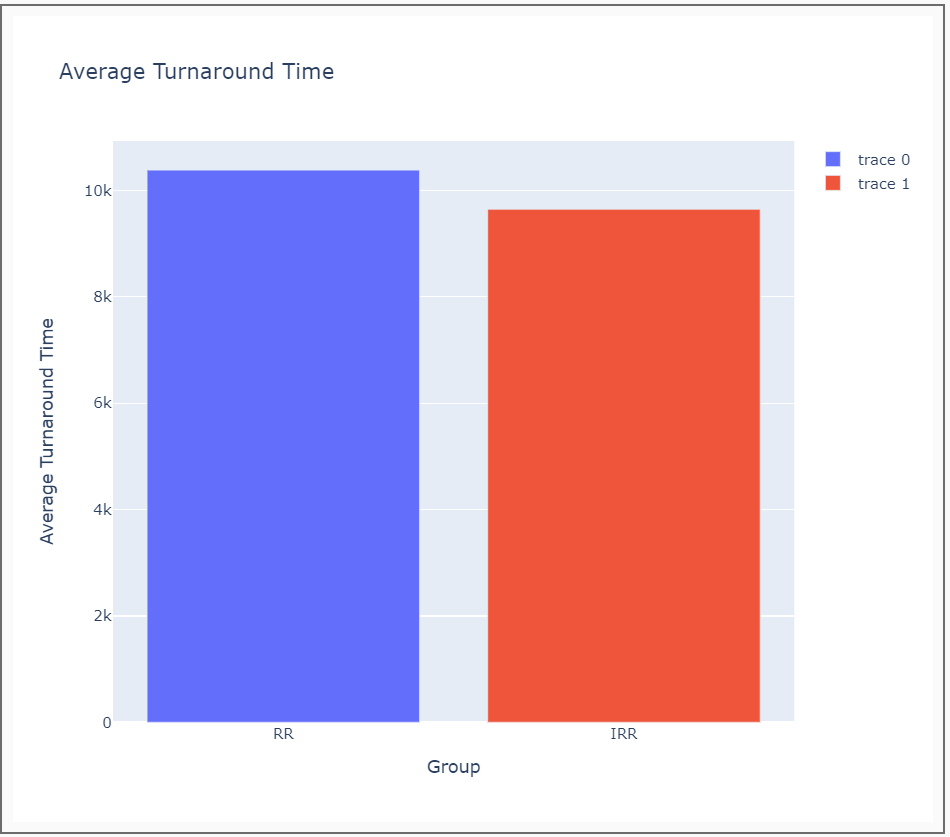 Average Turnaround Time
trace 0
trace 1
10k
8k
6k
4k
2k
0
Average Turnaround Time
RR
IRR
Group